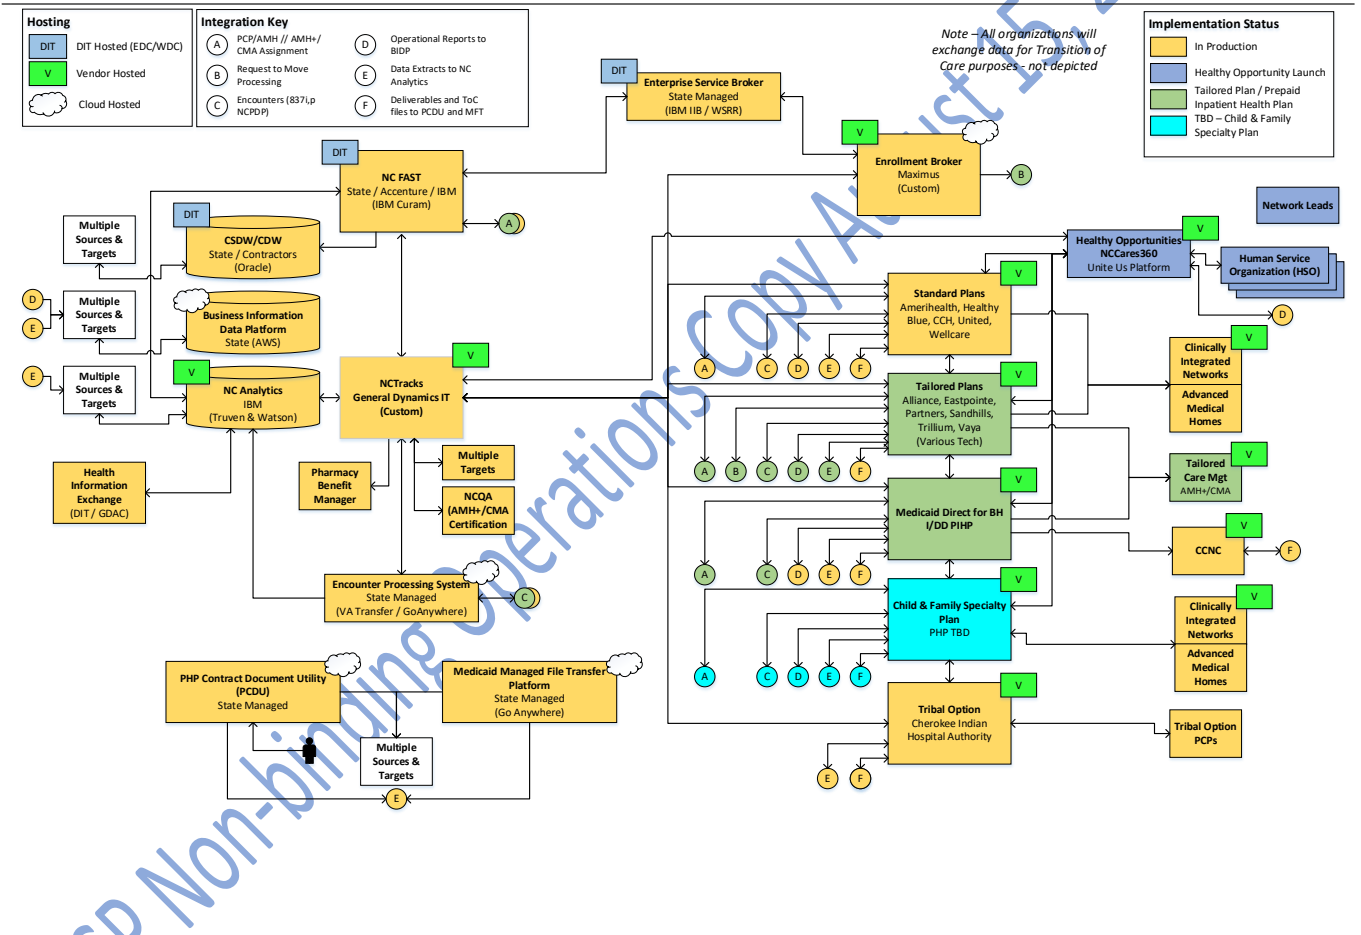 Hosting
DIT
DIT Hosted (EDC/WDC)
V
Vendor Hosted
Cloud Hosted
Integration Key
A
PCP/AMH // AMH+/
CMA Assignment
B
Request to Move
Processing
C
Encounters (837i,p
NCPDP)
D
Operational Reports to
BIDP
E
Data Extracts to NC
Analytics
F
Deliverables and ToC
files to PCDU and MFT
Note – All organizations will
exchange data for Transition of
Care purposes - not depicted
Implementation Status
In Production
Healthy Opportunity Launch
Tailored Plan / Prepaid
Inpatient Health Plan
TBD – Child & Family
Specialty Plan
DIT
Enterprise Service Broker
State Managed
(IBM IIB / WSRR)
V
Enrollment Broker
Maximus
(Custom)
B
DIT
NC FAST
State / Accenture / IBM
(IBM Curam)
A
Network Leads
Multiple
Sources &
Targets
DIT
CSDW/CDW
State / Contractors
(Oracle)
V
Healthy Opportunities
NCCares360
Unite Us Platform
Human Service
Organization (HSO)
D
D
E
Multiple
Sources &
Targets
Business Information
Data Platform
State (AWS)
V
Standard Plans
Amerihealth, Healthy
Blue, CCH, United,
Wellcare
A
C
D
E
F
V
Clinically
Integrated
Networks
Advanced
Medical
Homes
E
Multiple
Sources &
Targets
V
NC Analytics
IBM
(Truven & Watson)
V
NCTracks
General Dynamics IT
(Custom)
V
Tailored Plans
Alliance, Eastpointe,
Partners, Sandhills,
Trillium, Vaya
(Various Tech)
A
B
C
D
E
F
V
Tailored
Care Mgt
AMH+/CMA
Health
Information
Exchange
(DIT / GDAC)
Pharmacy
Benefit
Manager
Multiple
Targets
NCQA
(AMH+/CMA
Certification
V
Medicaid Direct for BH
I/DD PIHP
A
C
D
E
F
V
CCNC
F
Encounter Processing System
State Managed
(VA Transfer / GoAnywhere)
C
V
Child & Family Specialty
Plan
PHP TBD
A
C
D
E
F
V
Clinically
Integrated
Networks
Advanced
Medical
Homes
PHP Contract Document Utility
(PCDU)
State Managed
Medicaid Managed File Transfer
Platform
State Managed
(Go Anywhere)
Multiple
Sources &
Targets
E
V
Tribal Option
Cherokee Indian
Hospital Authority
E
F
Tribal Option
PCPs
Non-binding Operations Copy August 15, 2